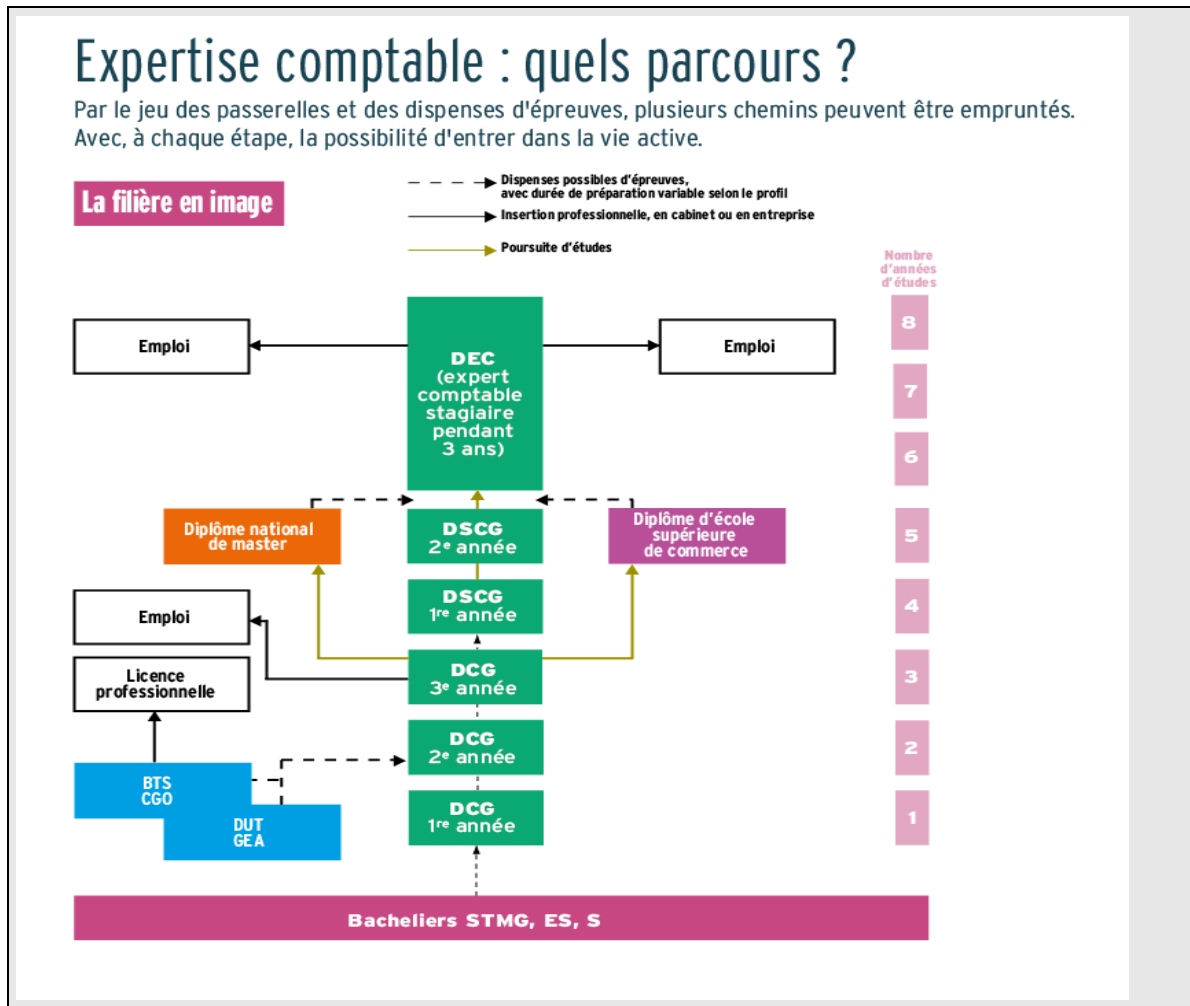 Expertise comptable : quels parcours ?
Par le jeu des passerelles et des dispenses d'épreuves, plusieurs chemins peuvent être empruntés.
Avec, à chaque étape, la possibilité d'entrer dans la vie active.
La filière en image
Dispenses possibles d'épreuves,
avec durée de préparation variable selon le profil
Insertion professionnelle, en cabinet ou en entreprise
Poursuite d'études
Nombre
d'années
d'études
8
Emploi
DEC
(expert
comptable
stagiaire
pendant
3 ans)
Emploi
7
6
Diplôme national
de master
DSCG
2e année
Diplôme d'école
supérieure
de commerce
5
Emploi
DSCG
1re année
4
Licence
professionnelle
DCG
3e année
3
DCG
2e année
2
BTS
CGO
DUT
GEA
DCG
1re année
1
Bacheliers STMG, ES, S